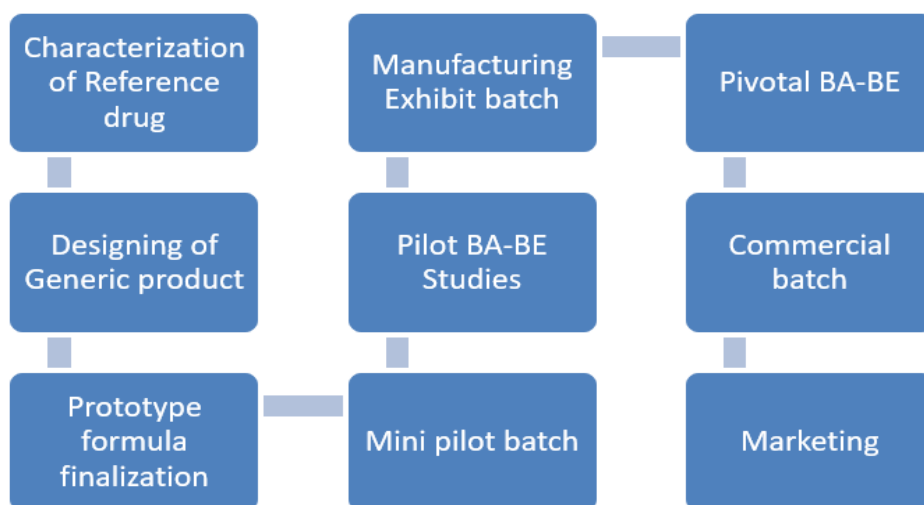 Characterization
of Reference
drug
Designing of
Generic product
Prototype
formula
finalization
Mini pilot batch
Pilot BA-BE
Studies
Manufacturing
Exhibit batch
Pivotal BA-BE
Commercial
batch
Marketing